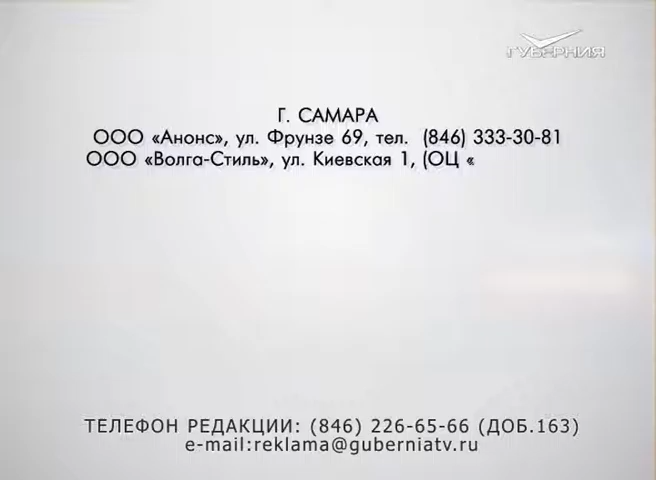 ГУБЕРНИЯ
Г. САМАРА
ООО «Анонс», ул. Фрунзе 69, тел. (846) 333-30-81
ООО «Волга-Стиль», ул. Киевская 1, (ОЦ «
ТЕЛЕФОН РЕДАКЦИИ: (846) 226-65-66 (ДОБ.163)
e-mail:reklama@guberniatv.ru